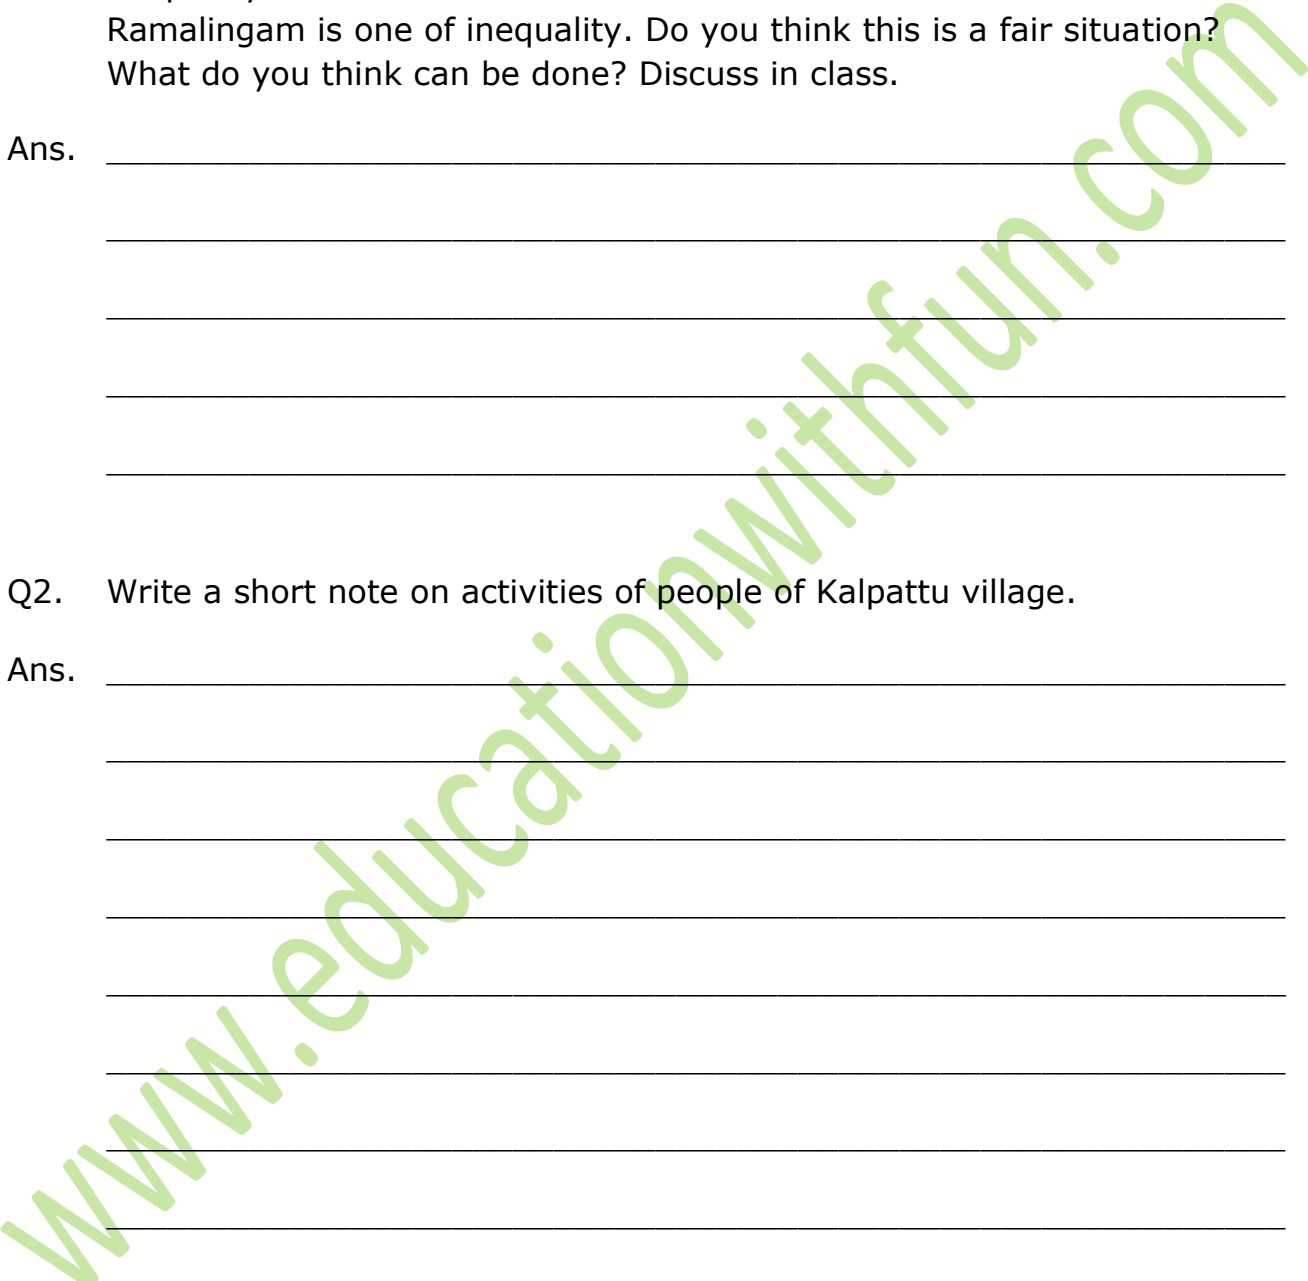 Ramalingam is one of inequality. Do you think this is a fair situation?
What do you think can be done? Discuss in class.
Ans.
Q2. Write a short note on activities of people of Kalpattu village.
Ans.
www.educationwithfun.com